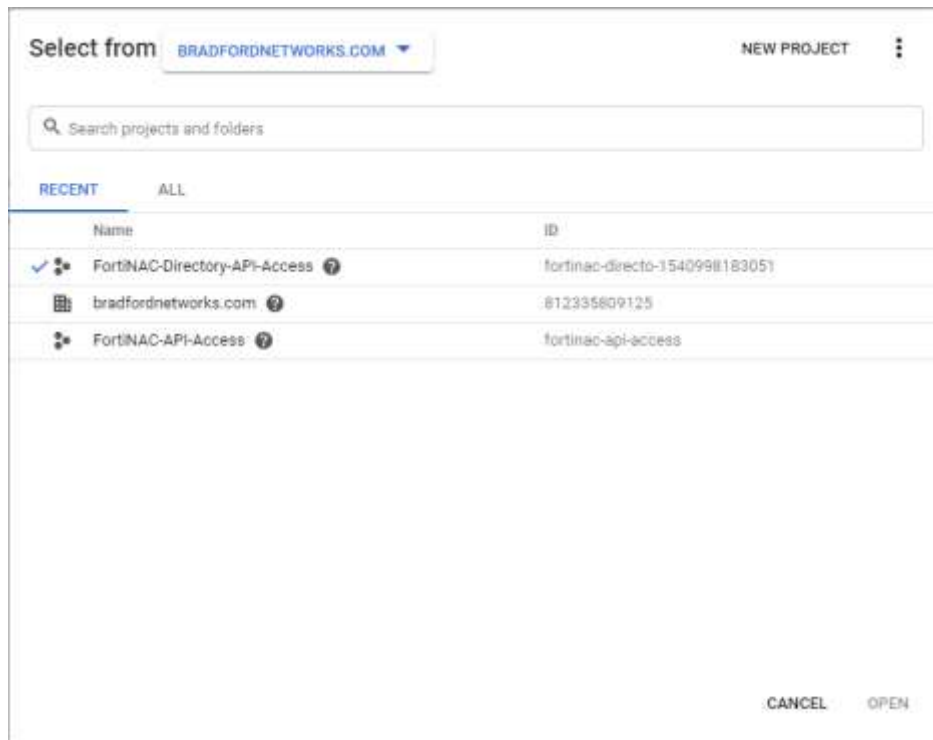 Select from BRADFORDNETWORKS.COM NEW PROJECT
Search projects and folders
RECENT ALL
Name ID
FortiNAC-Directory-API-Access fortinac-directo-1540998183051
bradfordnetworks.com 812335809125
FortiNAC-API-Access fortinac-api-access
CANCEL OPEN